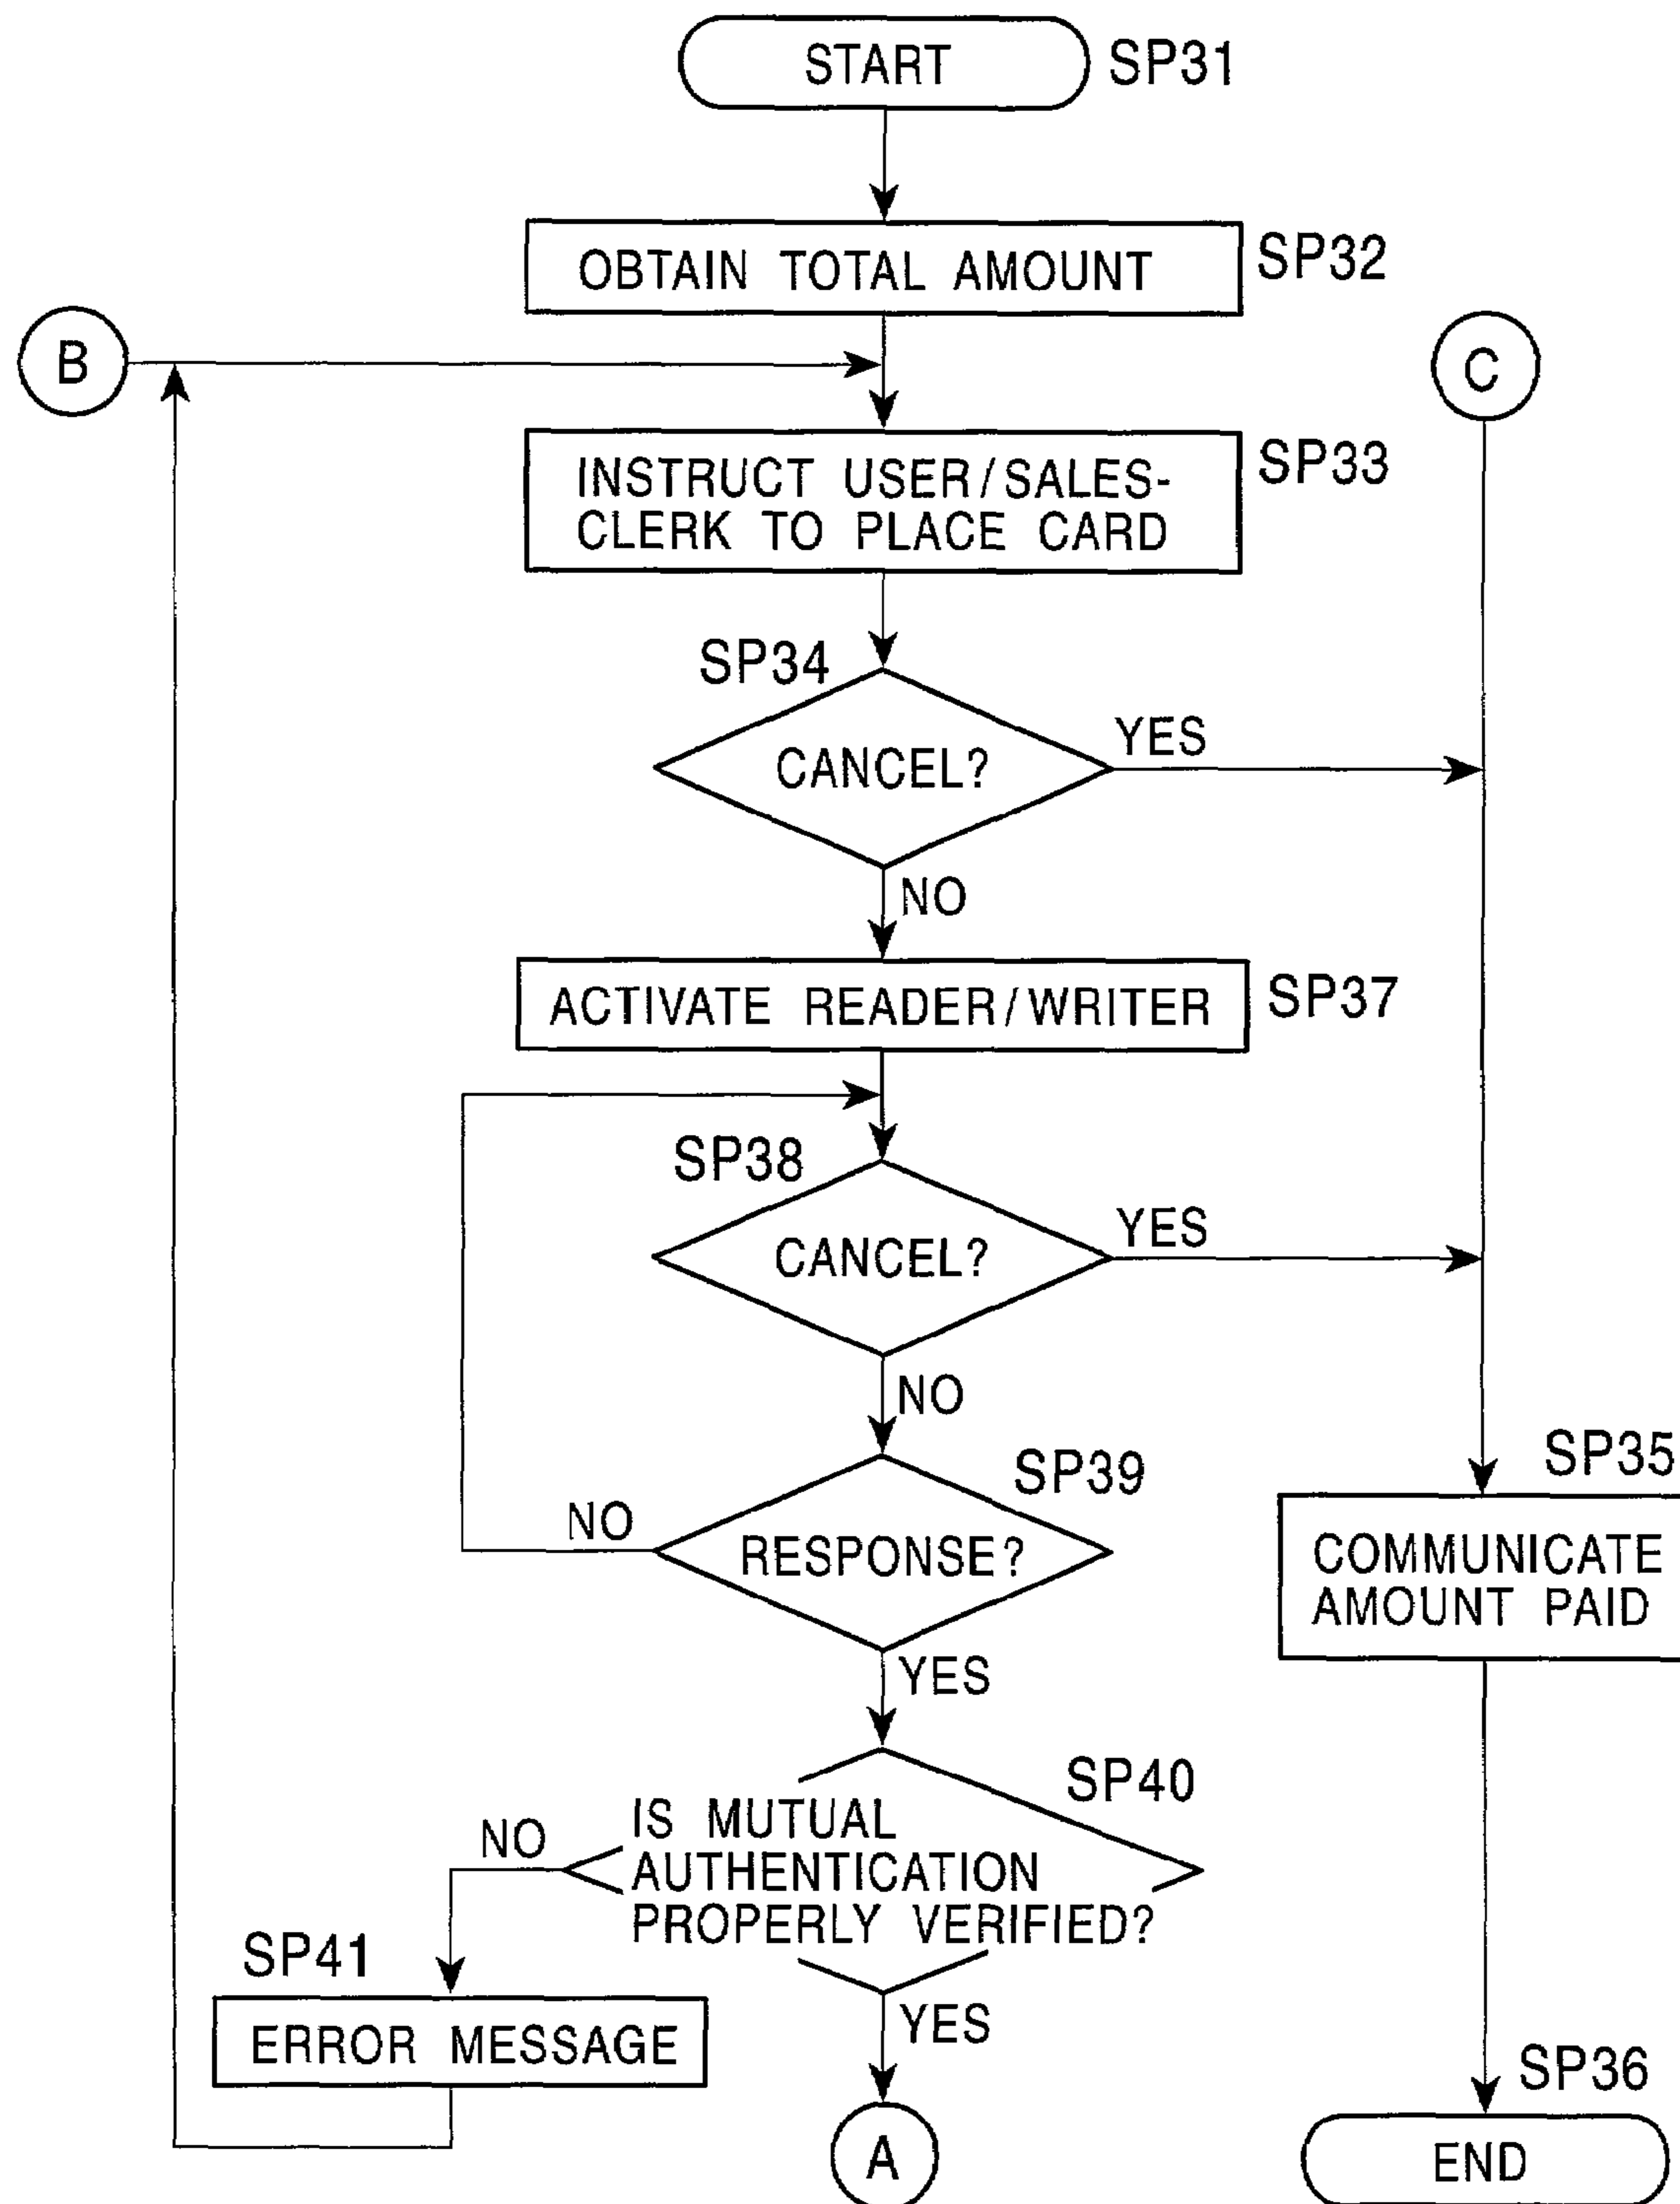 START SP31
OBTAIN TOTAL AMOUNT SP32
B
C
INSTRUCT USER/SALES-
CLERK TO PLACE CARD
SP33
SP34
CANCEL?
YES
NO
ACTIVATE READER/WRITER SP37
SP38
CANCEL?
YES
NO
SP39
NO
RESPONSE?
YES
SP35
COMMUNICATE
AMOUNT PAID
SP40
IS MUTUAL
AUTHENTICATION
PROPERLY VERIFIED?
NO
SP41
ERROR MESSAGE
YES
A
SP36
END